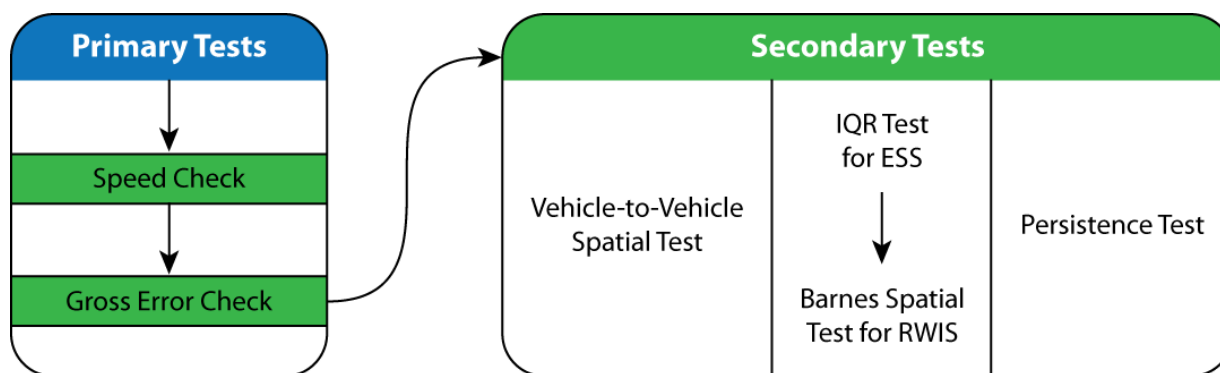 Primary Tests
Speed Check
Gross Error Check
Secondary Tests
Vehicle-to-Vehicle
Spatial Test
IQR Test
for ESS
Barnes Spatial
Test for RWIS
Persistence Test